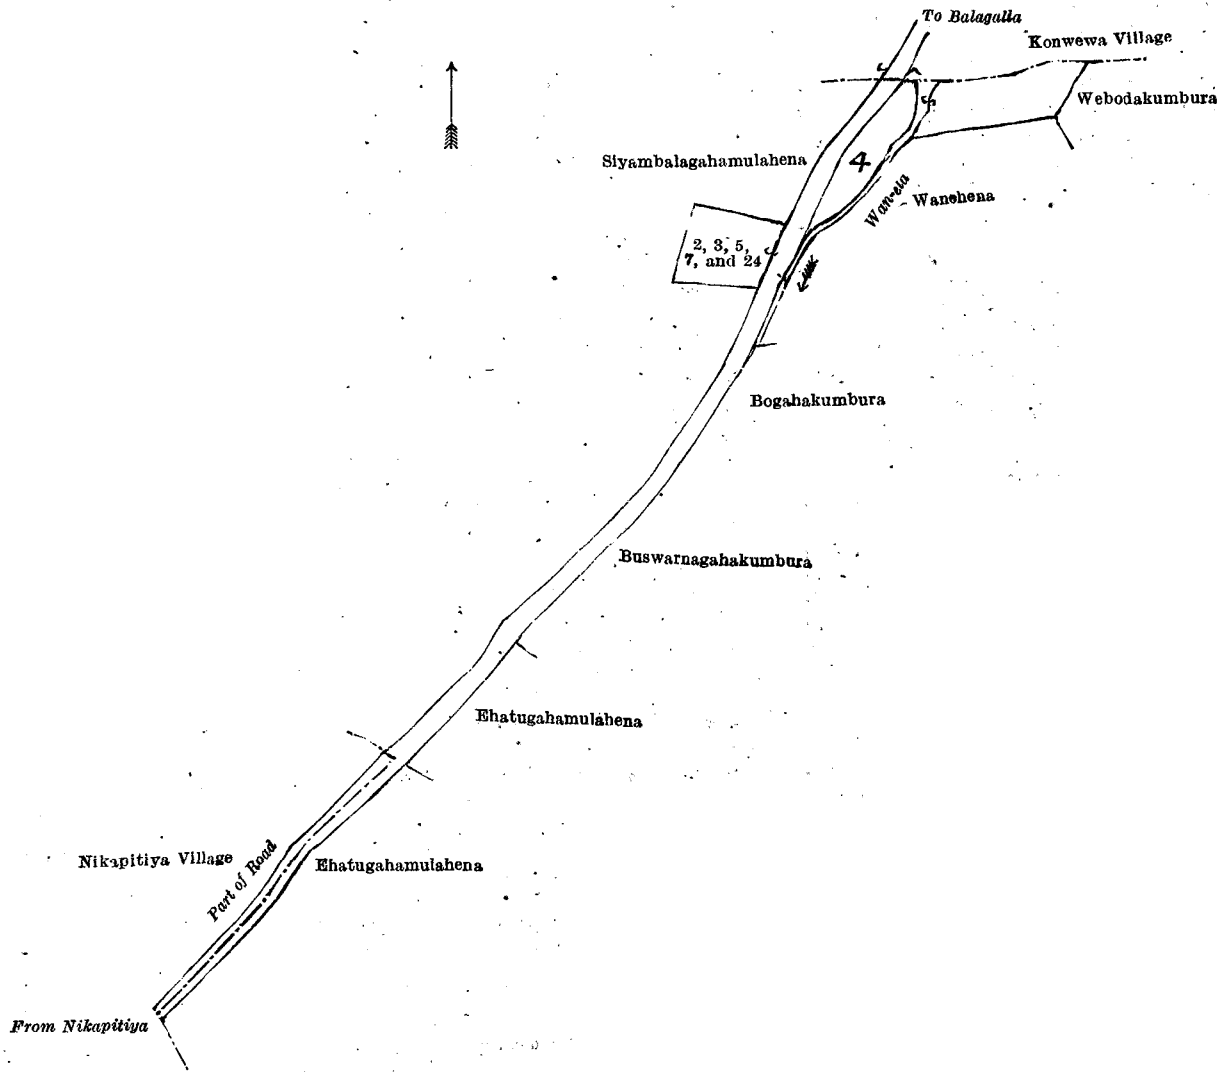 To Balagalla
Konwewa Village
Webodakumbura
Siyambalagahamulahena
4
Wan-ela
Wanehena
2, 3, 5,
7, and 24
Bogahakumbura
Buswarnagahakumbura
Ehatugahamulahena
Nikapitiya Village
Part of Road
Ehatugahamulahena
From Nikapitiya